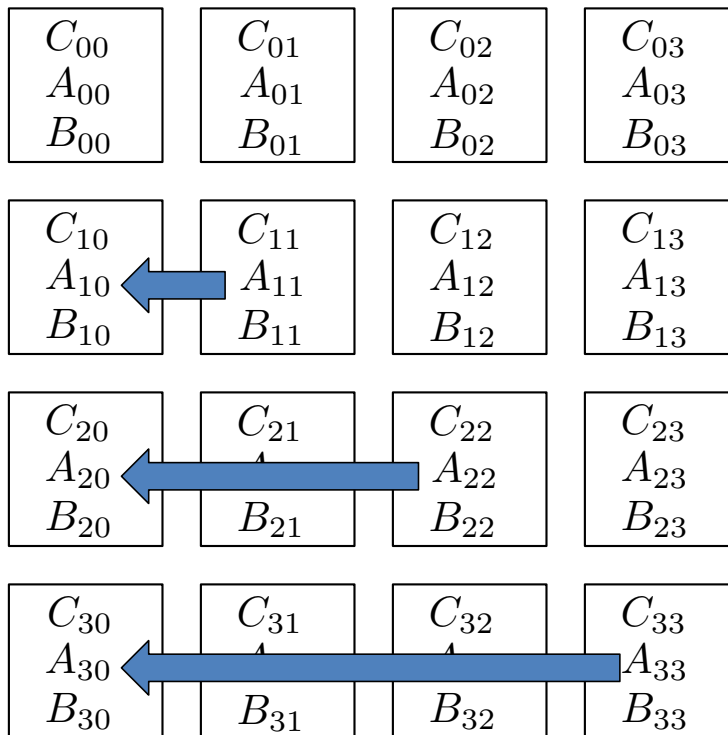 C₀₀ C₀₁ C₀₂ C₀₃
A₀₀ A₀₁ A₀₂ A₀₃
B₀₀ B₀₁ B₀₂ B₀₃
C₁₀ C₁₁ C₁₂ C₁₃
A₁₀ A₁₁ A₁₂ A₁₃
B₁₀ B₁₁ B₁₂ B₁₃
C₂₀ C₂₁ C₂₂ C₂₃
A₂₀ A₂₂ A₂₃
B₂₀ B₂₁ B₂₂ B₂₃
C₃₀ C₃₁ C₃₂ C₃₃
A₃₀ A₃₃
B₃₀ B₃₁ B₃₂ B₃₃